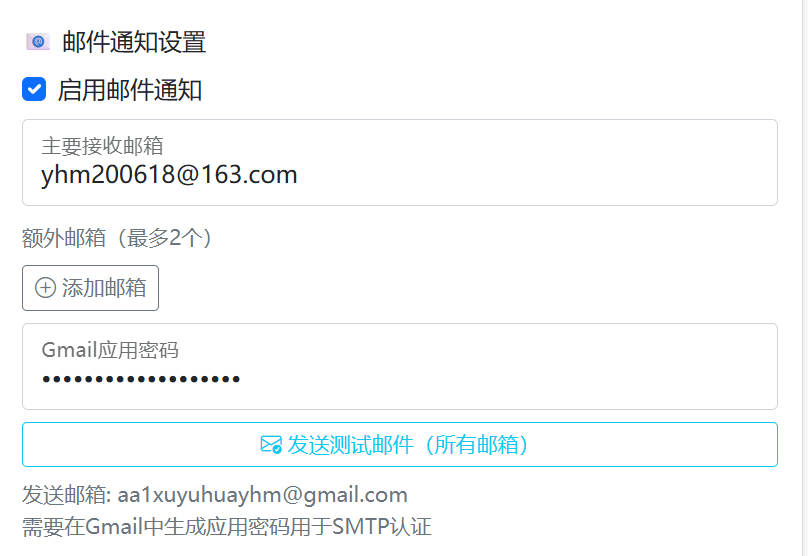 邮件通知设置
启用邮件通知
主要接收邮箱
yhm200618@163.com
额外邮箱（最多2个）
添加邮箱
Gmail应用密码
•••••••••••••••••••
发送测试邮件（所有邮箱）
发送邮箱: aa1xuyuhuayhm@gmail.com
需要在Gmail中生成应用密码用于SMTP认证